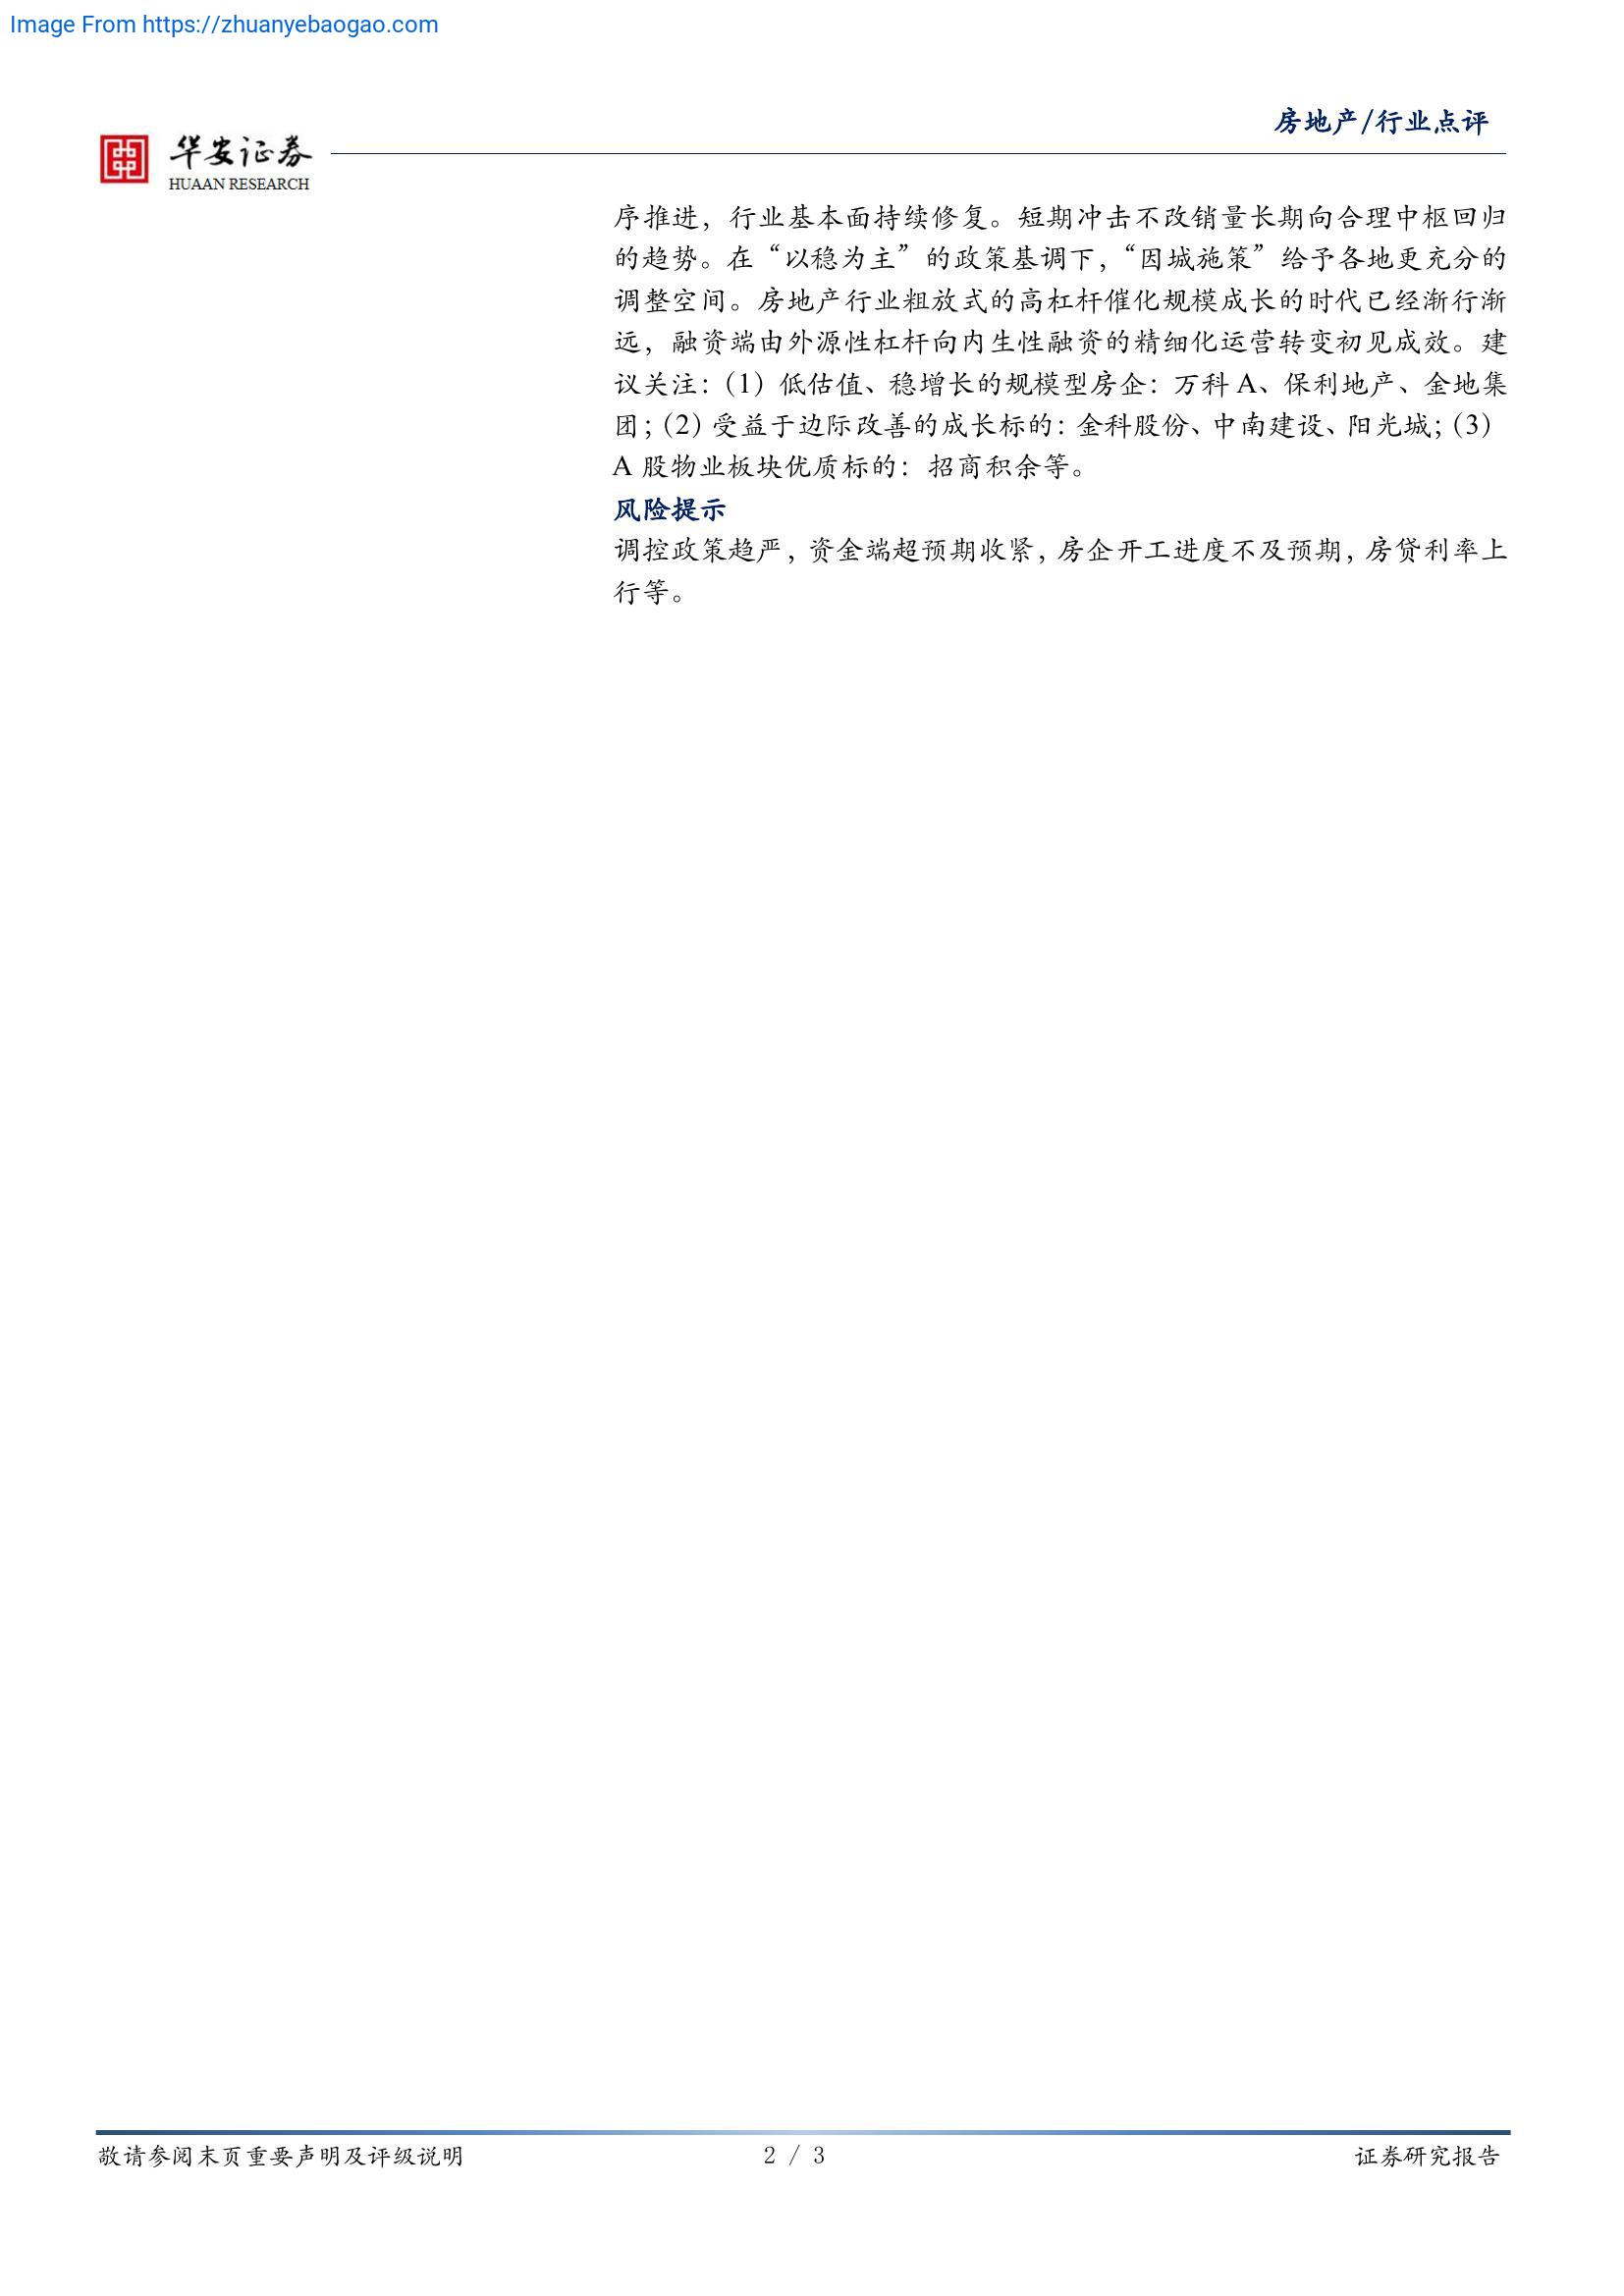 Image From https://zhuanyebaogao.com
房地产/行业点评
华安证券
HUAAN RESEARCH
序推进，行业基本面持续修复。短期冲击不改销量长期向合理中枢回归
的趋势。在“以稳为主”的政策基调下，“因城施策”给予各地更充分的
调整空间。房地产行业粗放式的高杠杆催化规模成长的时代已经渐行渐
远，融资端由外源性杠杆向内生性融资的精细化运营转变初见成效。建
议关注：（1）低估值、稳增长的规模型房企：万科 A、保利地产、金地集
团；（2）受益于边际改善的成长标的：金科股份、中南建设、阳光城；（3）
A 股物业板块优质标的：招商积余等。
风险提示
调控政策趋严，资金端超预期收紧，房企开工进度不及预期，房贷利率上
行等。
敬请参阅末页重要声明及评级说明
2 / 3
证券研究报告